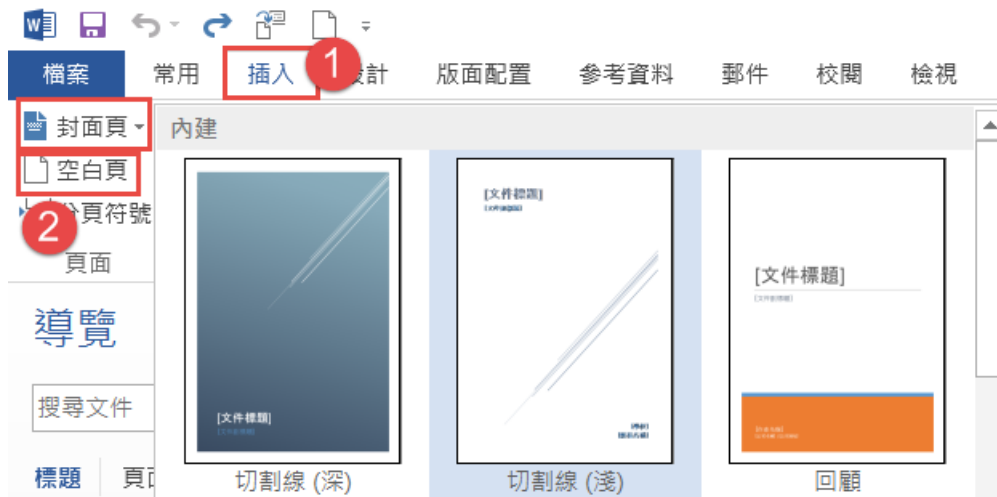 檔案 常用 插入 1 設計 版面配置 參考資料 郵件 校閱 檢視
封面頁
空白頁
2 分頁符號
頁面
導覽
搜尋文件
標題 頁面
內建
[文件標題]
切割線 (深)
[文件標題]
切割線 (淺)
[文件標題]
回顧